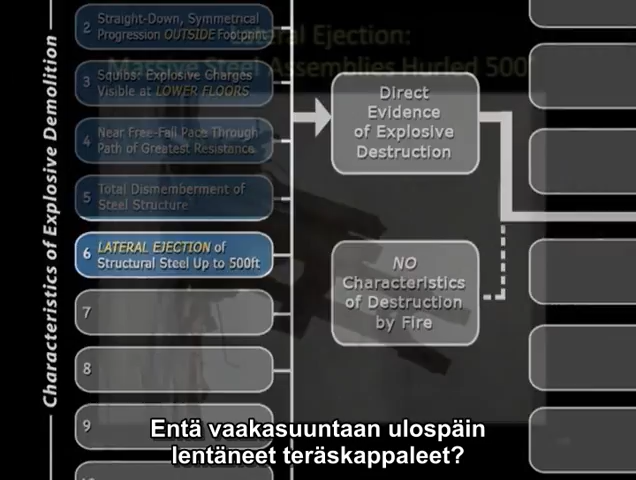 Characteristics of Explosive Demolition
2 Straight-Down, Symmetrical
Progression OUTSIDE Footprint
3 Squibs: Explosive Charges
Visible at LOWER FLOORS
4 Near Free-Fall Pace Through
Path of Greatest Resistance
5 Total Dismemberment of
Steel Structure
6 LATERAL EJECTION of
Structural Steel Up to 500ft
7
8
9
Lateral Ejection:
Massive Steel Assemblies Hurled 500'
Direct
Evidence
of Explosive
Destruction
NO
Characteristics
of Destruction
by Fire
Entä vaakasuuntaan ulospäin
lentäneet teräskappaleet?